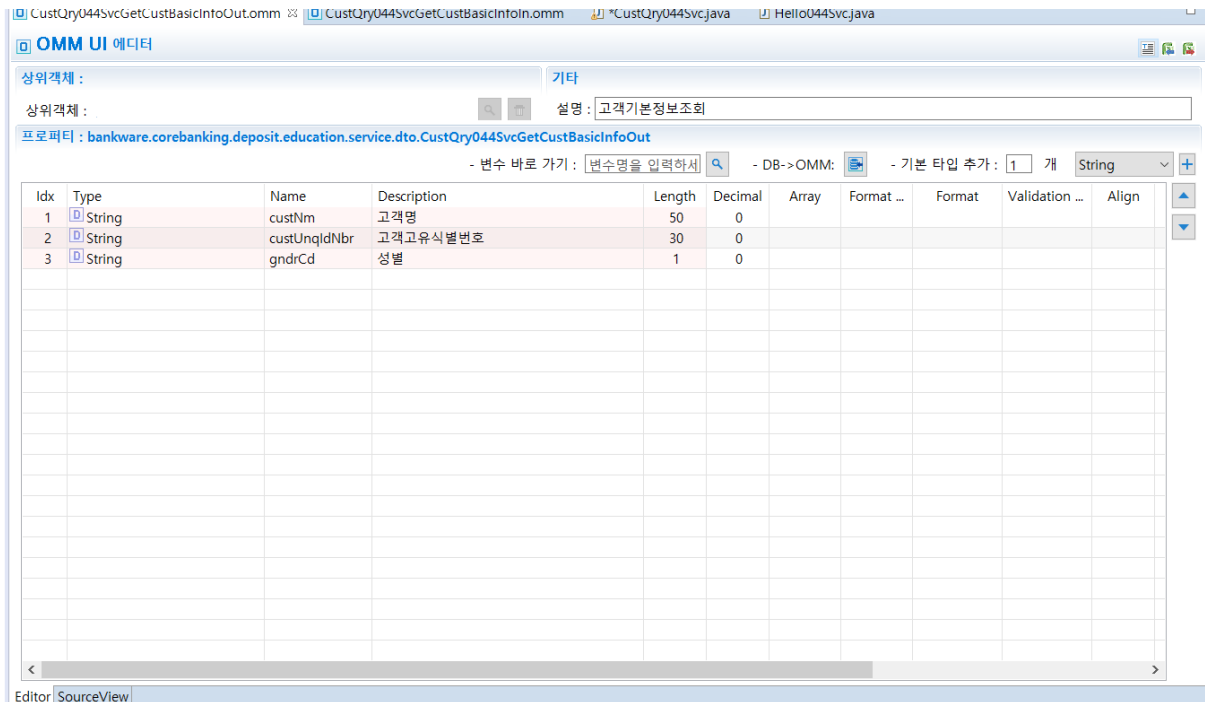 CustQry044SvcGetCustBasicInfoOut.omm CustQry044SvcGetCustBasicInfoIn.omm *CustQry044Svc.java Hello044Svc.java
OMM UI 에디터
상위객체 : 기타
상위객체 : 설명 : 고객기본정보조회
프로퍼티 : bankware.corebanking.deposit.education.service.dto.CustQry044SvcGetCustBasicInfoOut
- 변수 바로 가기 : 변수명을 입력하세 - DB->OMM: - 기본 타입 추가 : 1 개 String
Idx Type Name Description Length Decimal Array Format ... Format Validation ... Align
1 D String custNm 고객명 50 0
2 D String custUnqIdNbr 고객고유식별번호 30 0
3 D String gndrCd 성별 1 0
Editor SourceView